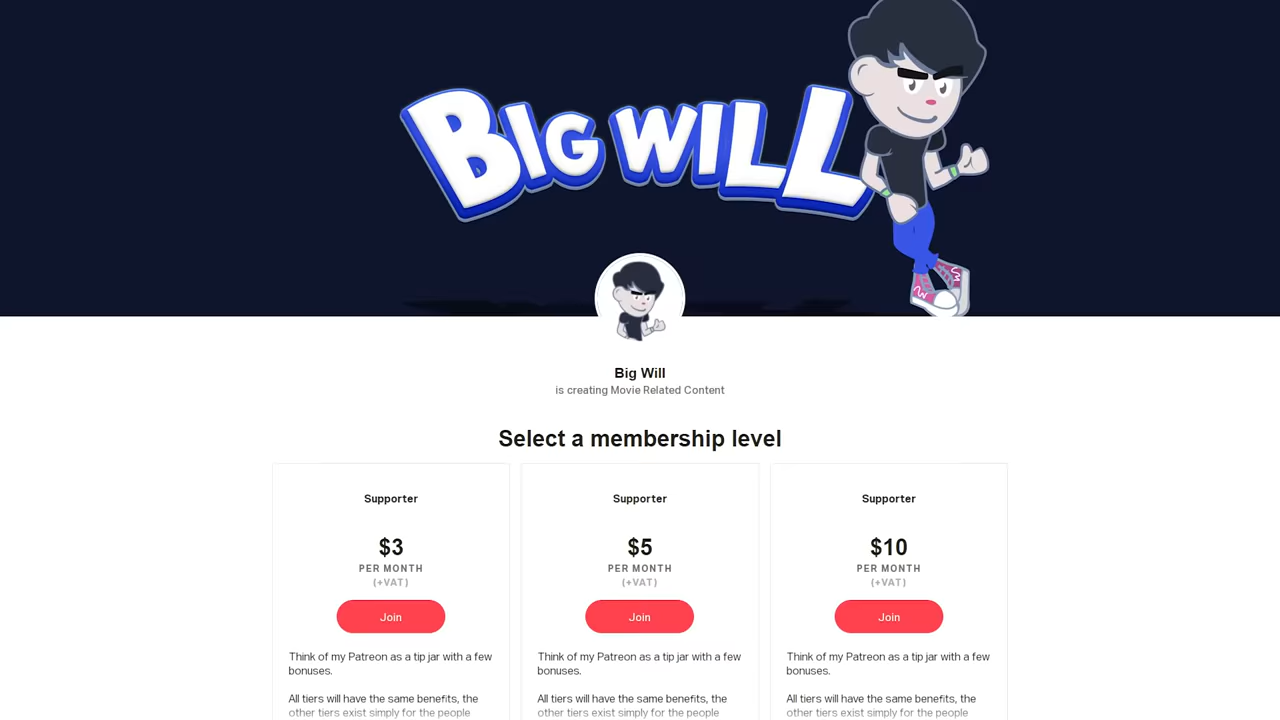 BIG WILL
Big Will
is creating Movie Related Content
Select a membership level
Supporter
$3
PER MONTH
(+VAT)
Join
Think of my Patreon as a tip jar with a few
bonuses.
All tiers will have the same benefits, the
other tiers exist simply for the people
Supporter
$5
PER MONTH
(+VAT)
Join
Think of my Patreon as a tip jar with a few
bonuses.
All tiers will have the same benefits, the
other tiers exist simply for the people
Supporter
$10
PER MONTH
(+VAT)
Join
Think of my Patreon as a tip jar with a few
bonuses.
All tiers will have the same benefits, the
other tiers exist simply for the people